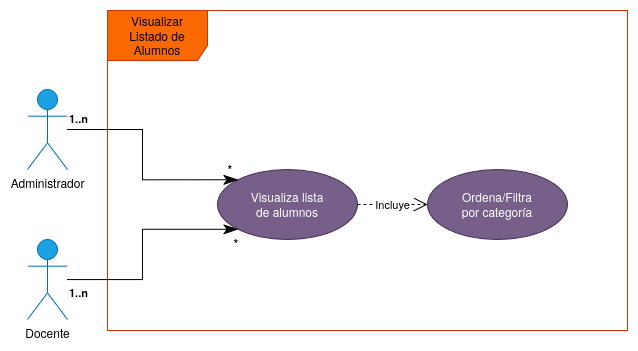 Visualizar
Listado de
Alumnos
1..n
*
Administrador
Visualiza lista
de alumnos
Incluye
Ordena/Filtra
por categoría
*
1..n
Docente